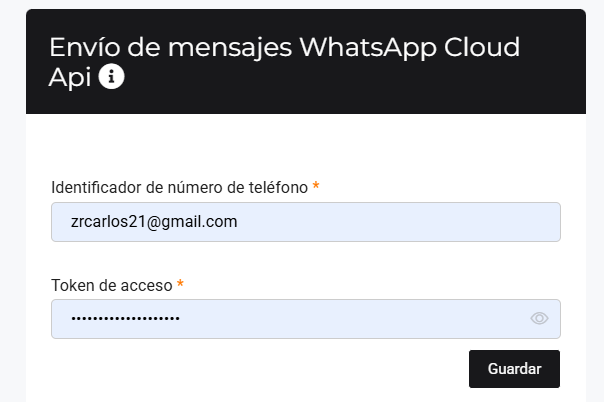 Envío de mensajes WhatsApp Cloud
Api
Identificador de número de teléfono *
zrcarlos21@gmail.com
Token de acceso *
••••••••••••••••••••
Guardar